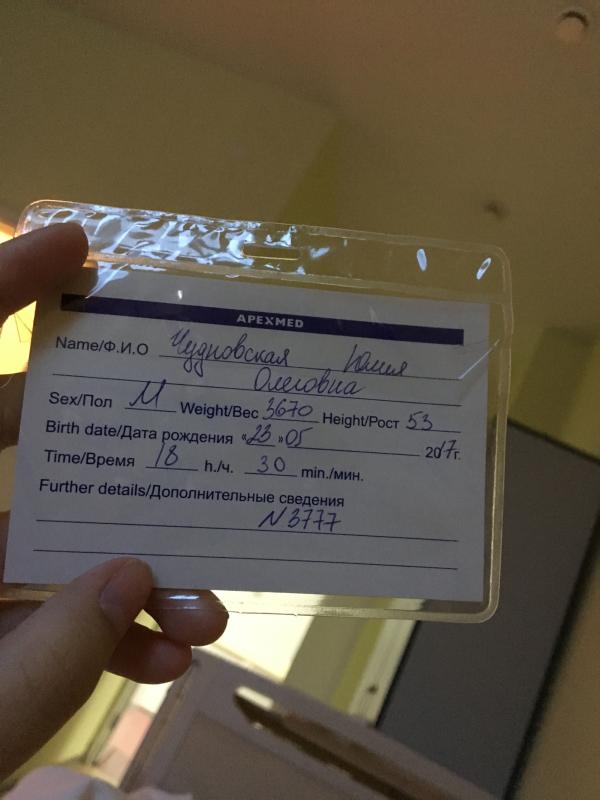 APEXMED
Name/Ф.И.О Чудновская Юлия
Олеговна
Sex/Пол М Weight/Вес 3670 Height/Рост 53
Birth date/Дата рождения «23» 05 2017г.
Time/Время 18 h./ч. 30 min./мин.
Further details/Дополнительные сведения
N3777